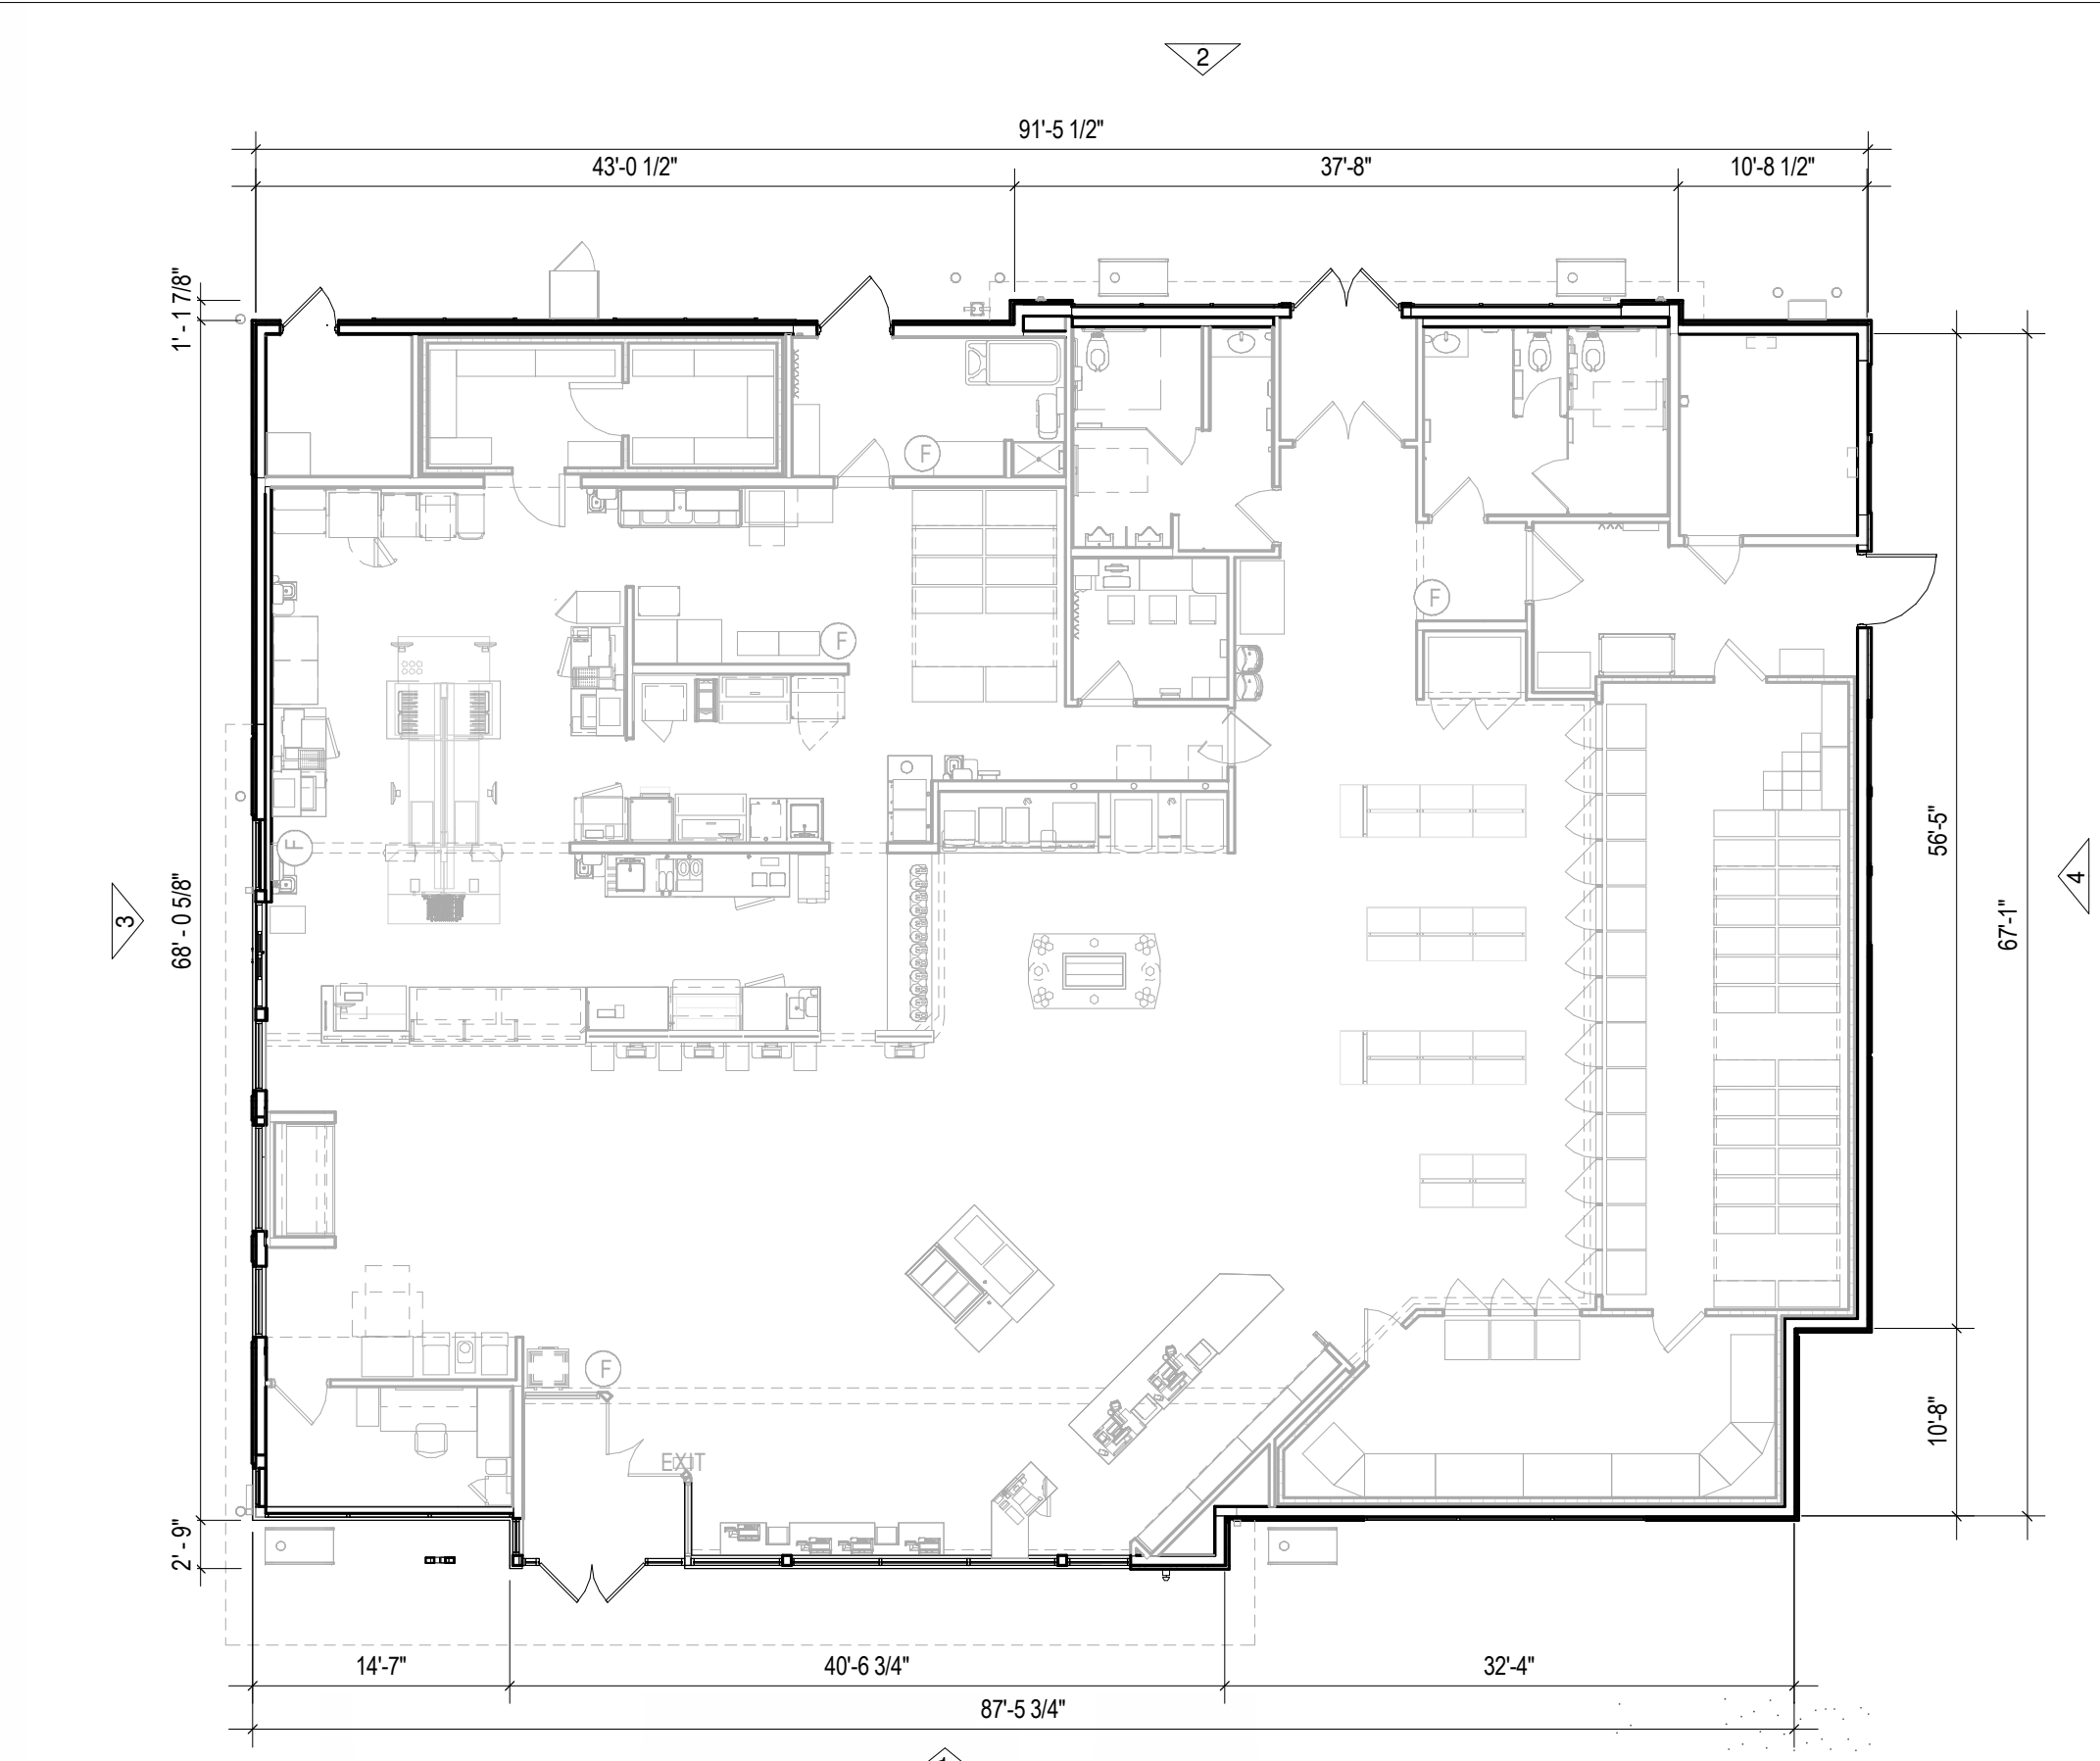 2
91'-5 1/2"
43'-0 1/2"
37'-8"
10'-8 1/2"
1' - 1 7/8"
F
F
F
F
56'-5"
4
3
68' - 0 5/8"
67'-1"
F
EXIT
10'-8"
2' - 9"
14'-7"
40'-6 3/4"
32'-4"
87'-5 3/4"